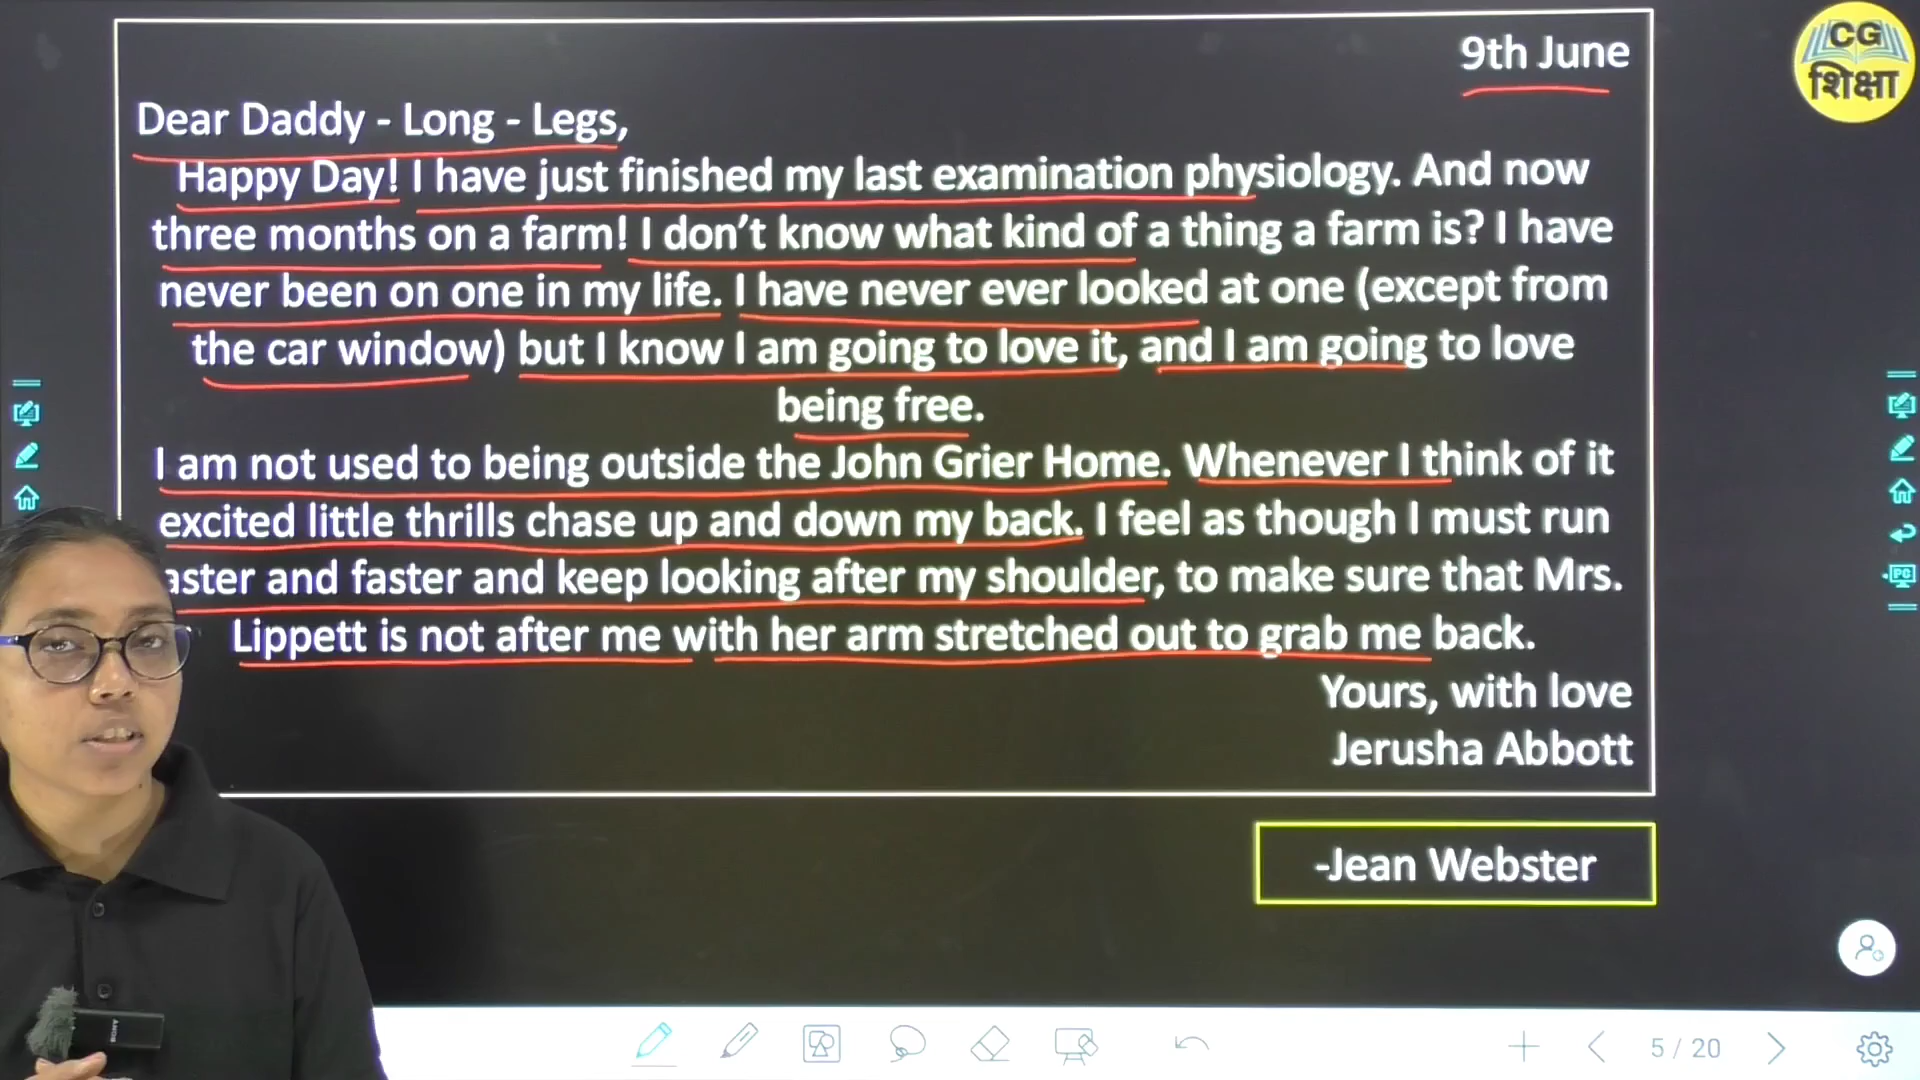 9th June
CG
शिक्षा
Dear Daddy - Long - Legs,
Happy Day! I have just finished my last examination physiology. And now
three months on a farm! I don't know what kind of a thing a farm is? I have
never been on one in my life. I have never ever looked at one (except from
the car window) but I know I am going to love it, and I am going to love
being free.
I am not used to being outside the John Grier Home. Whenever I think of it
excited little thrills chase up and down my back. I feel as though I must run
aster and faster and keep looking after my shoulder, to make sure that Mrs.
Lippett is not after me with her arm stretched out to grab me back.
Yours, with love
Jerusha Abbott
-Jean Webster
PC
5 / 20